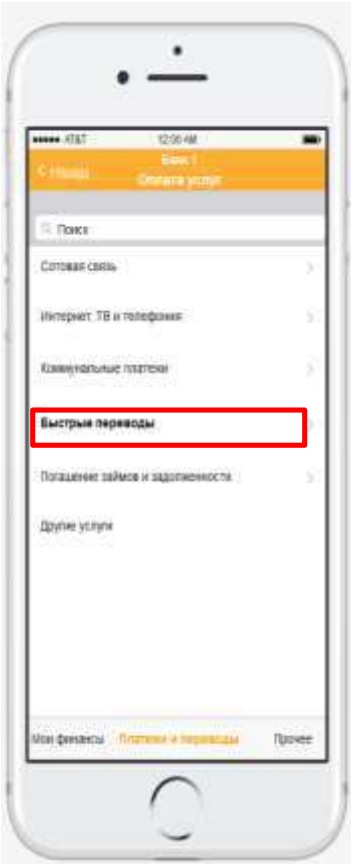 AT&T 12:00 AM
< Назад Банк 1
Оплата услуг
Поиск
Сотовая связь
Интернет, ТВ и телефония
Коммунальные платежи
Быстрые переводы
Погашение займов и задолженности
Другие услуги
Мои финансы Платежи и переводы Прочее